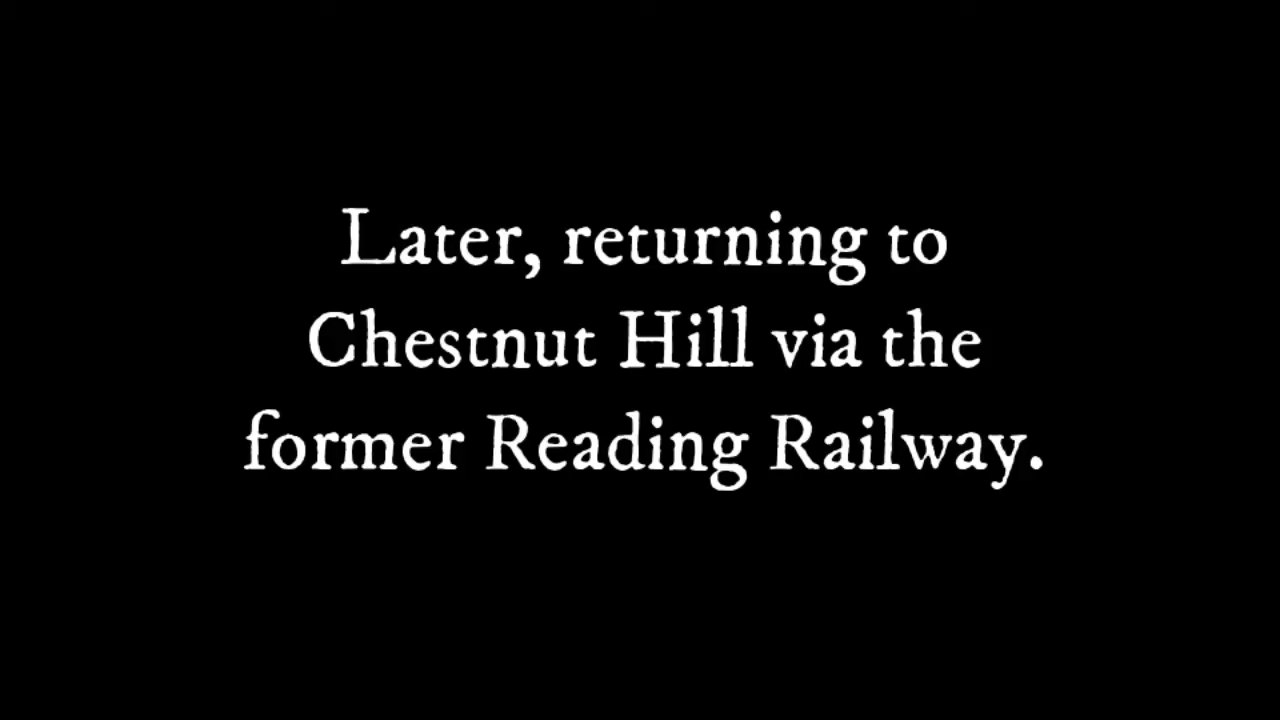 Later, returning to
Chestnut Hill via the
former Reading Railway.